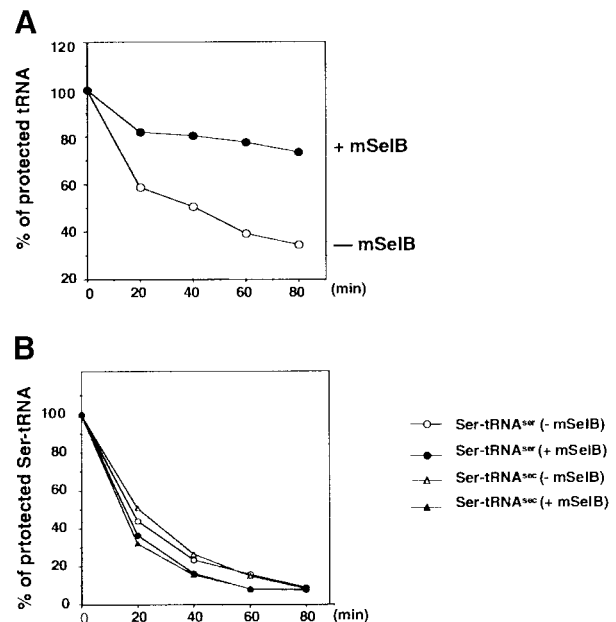 A
% of protected tRNA
120
100
80
60
40
20
0 20 40 60 80 (min)
+ mSelB
— mSelB
B
% of prtotected Ser-tRNA
100
80
60
40
20
0
0 20 40 60 80 (min)
Ser-tRNAser (- mSelB)
Ser-tRNAser (+ mSelB)
Ser-tRNAsec (- mSelB)
Ser-tRNAsec (+ mSelB)